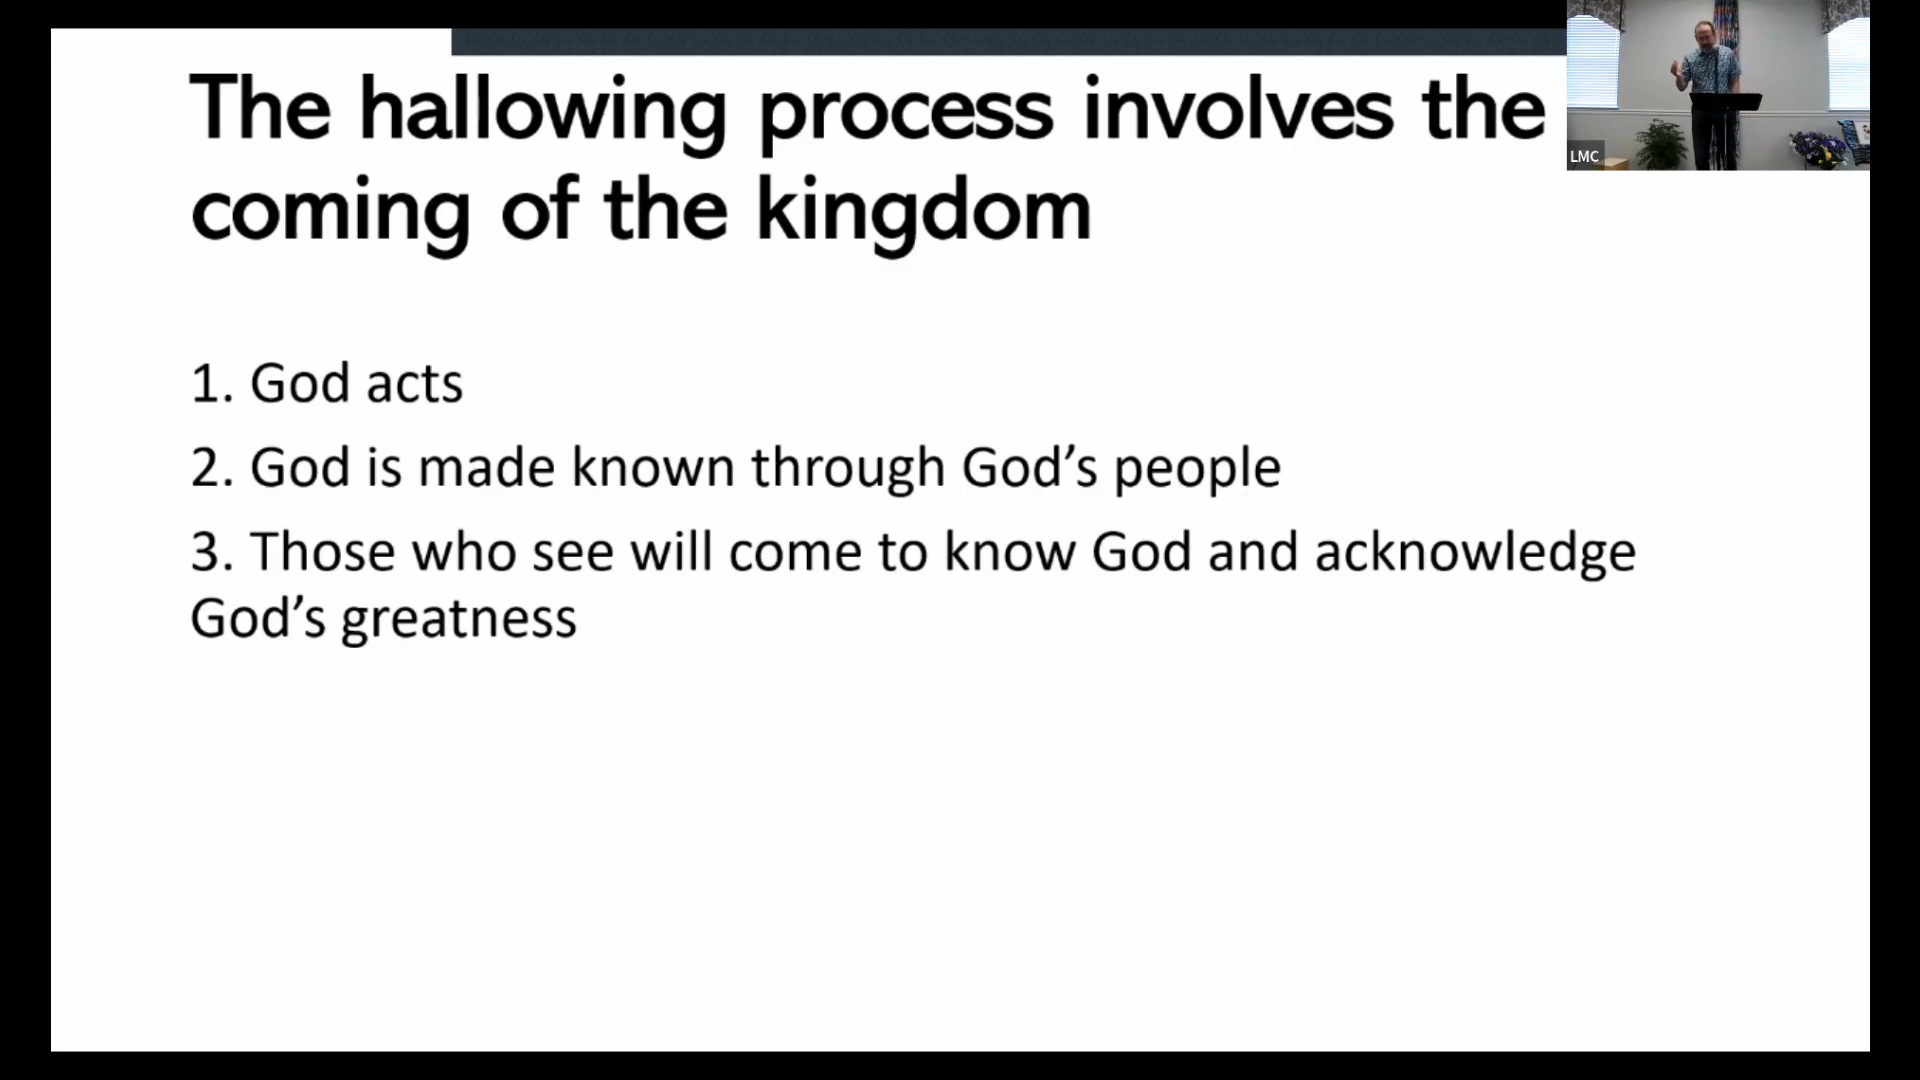 The hallowing process involves the
coming of the kingdom
LMC
1. God acts
2. God is made known through God’s people
3. Those who see will come to know God and acknowledge
God’s greatness